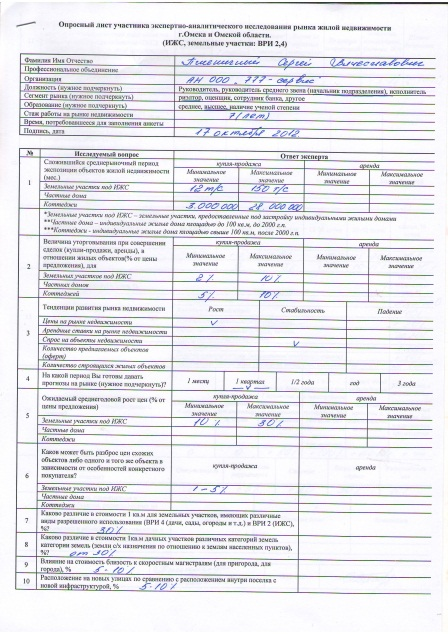 Опросный лист участника экспертно-аналитического исследования рынка жилой недвижимости
г.Омска и Омской области.
(ИЖС, земельные участки: ВРИ 2,4)
Фамилия Имя Отчество Сергей Вячеславович
Профессиональное объединение
Организация АН ООО „777-сервис"
Должность (нужное подчеркнуть) Руководитель, руководитель среднего звена (начальник подразделения), исполнитель
Сегмент рынка (нужное подчеркнуть) риэлтор, оценщик, сотрудник банка, другое
Образование (нужное подчеркнуть) среднее, высшее, наличие ученой степени
Стаж работы на рынке недвижимости 7 (лет)
Время, потребовавшееся для заполнения анкеты
Подпись, дата 17 октября 2012
№ Исследуемый вопрос Ответ эксперта
1 Сложившийся среднерыночный период экспозиции объектов жилой недвижимости (мес.) купля-продажа аренда
Минимальное значение Максимальное значение Минимальное значение Максимальное значение
Земельные участки под ИЖС 12 т/с 150 т/с
Частные дома
Коттеджи 3.000 000 28 000 000
*Земельные участки под ИЖС – земельные участки, предоставленные под застройку индивидуальными жилыми домами
**Частные дома – индивидуальные жилые дома площадью до 100 кв.м, до 2000 г.п.
***Коттеджи - индивидуальные жилые дома площадью свыше 100 кв.м, после 2000 г.п.
2 Величина уторговывания при совершении сделок (купли-продажи, аренды), в отношении жилых объектов(% от цены предложения), для купля-продажа аренда
Минимальное значение Максимальное значение Минимальное значение Максимальное значение
Земельных участков под ИЖС 2% 10%
Частных домов
Коттеджей 5% 10%
3 Тенденции развития рынка недвижимости Рост Стабильность Падение
Цены на рынке недвижимости v
Арендные ставки на рынке недвижимости
Спрос на объекты недвижимости v
Количество предлагаемых объектов (оферт)
Количество строящихся жилых объектов
4 На какой период Вы готовы давать прогнозы на рынке (нужное подчеркнуть)? 1 месяц 1 квартал 1/2 года год 3 года
5 Ожидаемый среднегодовой рост цен (% от цены предложения) купля-продажа аренда
Минимальное значение Максимальное значение Минимальное значение Максимальное значение
Земельные участки под ИЖС 10% 30%
Частные дома
Коттеджи
6 Каков может быть разброс цен схожих объектов либо одного и того же объекта в зависимости от особенностей конкретного покупателя? купля-продажа аренда
Земельные участки под ИЖС 1-5%
Частные дома
Коттеджи
7 Каково различие в стоимости 1 кв.м для земельных участков, имеющих различные виды разрешенного использования (ВРИ 4 (дачи, сады, огороды и т.д.) и ВРИ 2 (ИЖС), %? 30%
8 Каково различие в стоимости 1кв.м дачных участков различных категорий земель категории земель (земли с/х назначения по отношению к землям населенных пунктов), %? от 30%
9 Влияние на стоимость близость к скоростным магистралям (для пригорода, для города), % 5-10%
10 Расположение на новых улицах по сравнению с расположением внутри поселка с новой инфраструктурой, % 5-10%